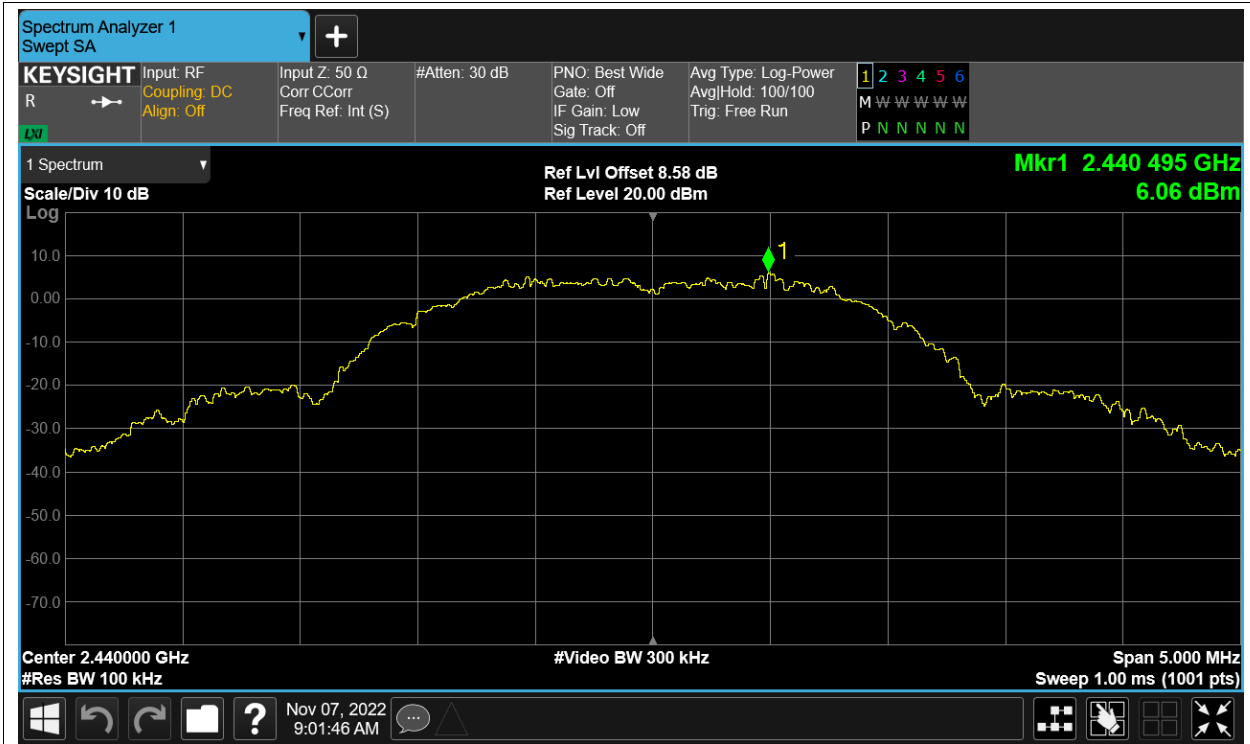 Spectrum Analyzer 1
Swept SA
KEYSIGHT
R
LXI
Input: RF
Coupling: DC
Align: Off
Input Z: 50 Ω
Corr CCorr
Freq Ref: Int (S)
#Atten: 30 dB
PNO: Best Wide
Gate: Off
IF Gain: Low
Sig Track: Off
Avg Type: Log-Power
Avg|Hold: 100/100
Trig: Free Run
1 2 3 4 5 6
M W W W W W W
P N N N N N
1 Spectrum
Scale/Div 10 dB
Log
Ref Lvl Offset 8.58 dB
Ref Level 20.00 dBm
Mkr1 2.440 495 GHz
6.06 dBm
1
10.0
0.00
-10.0
-20.0
-30.0
-40.0
-50.0
-60.0
-70.0
Center 2.440000 GHz
#Video BW 300 kHz
Span 5.000 MHz
#Res BW 100 kHz
Sweep 1.00 ms (1001 pts)
?
Nov 07, 2022
9:01:46 AM